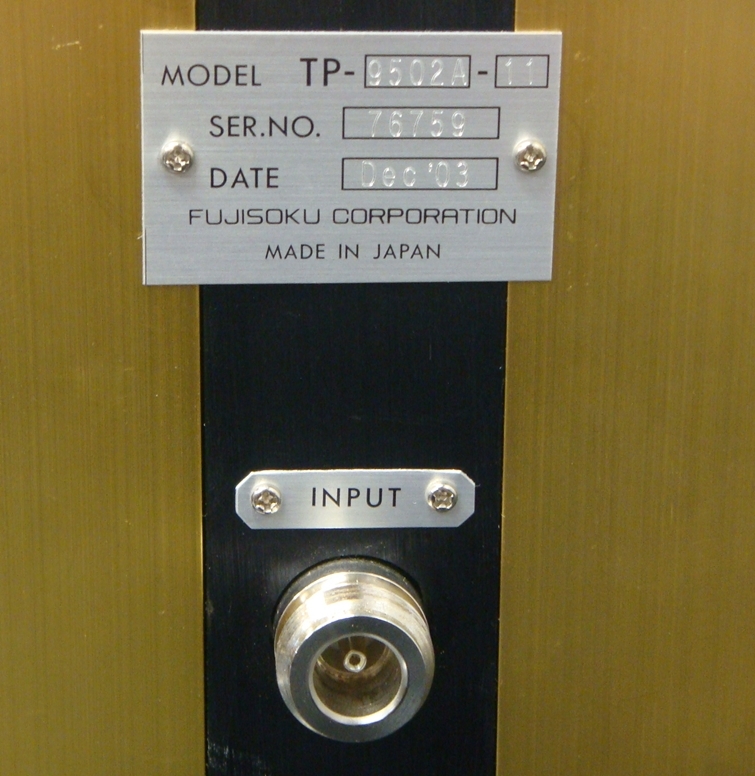 MODEL TP-9502A-11
SER.NO. 76759
DATE Dec'03
FUJISOKU CORPORATION
MADE IN JAPAN
INPUT